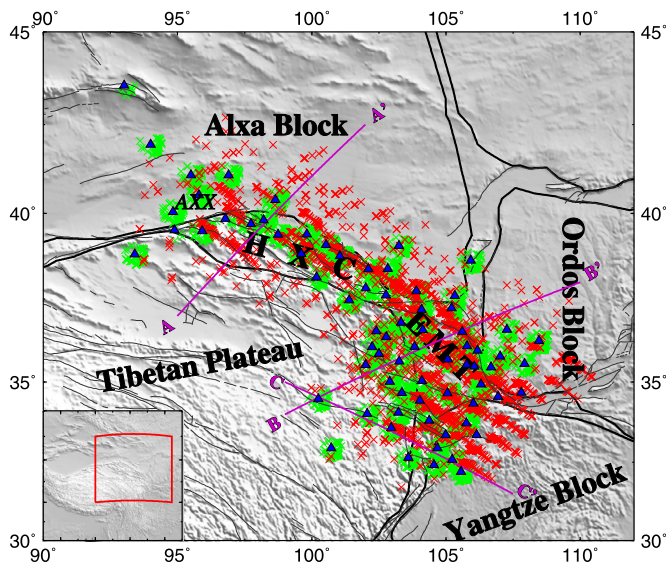 90° 95° 100° 105° 110°
45° 45°
A'
Alxa Block
AXX
40° 40°
H X C
Ordos Block
B'
A
EMT
Tibetan Plateau
C
35° 35°
B
C'
Yangtze Block
30° 30°
90° 95° 100° 105° 110°